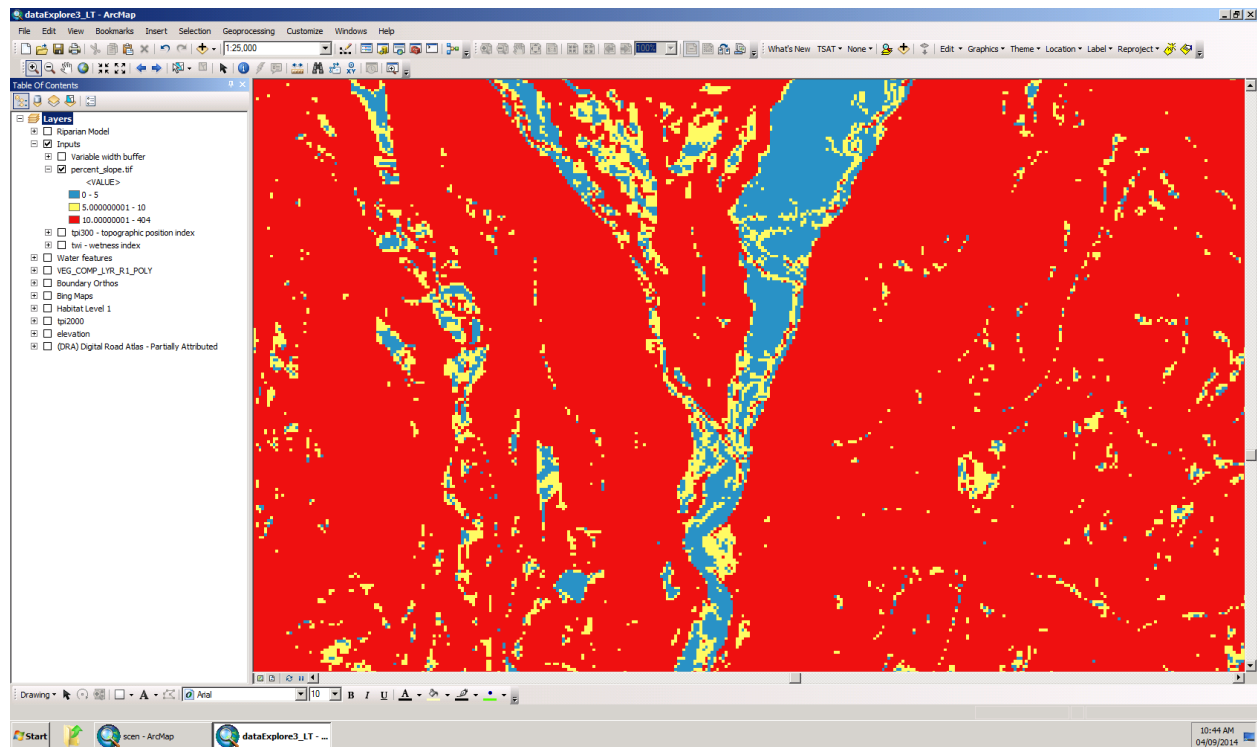 dataExplore3_LT - ArcMap
File Edit View Bookmarks Insert Selection Geoprocessing Customize Windows Help
1:25,000 100% What's New TSAT None Edit Graphics Theme Location Label Reproject
Table Of Contents
Layers
Riparian Model
Inputs
Variable width buffer
percent_slope.tif
<VALUE>
0 - 5
5.00000001 - 10
10.00000001 - 404
tpi300 - topographic position index
twi - wetness index
Water features
VEG_COMP_LYR_R1_POLY
Boundary Orthos
Bing Maps
Habitat Level 1
tpi2000
elevation
(DRA) Digital Road Atlas - Partially Attributed
Drawing A Arial 10 B I U A
Start scen - ArcMap dataExplore3_LT - ... 10:44 AM
04/09/2014